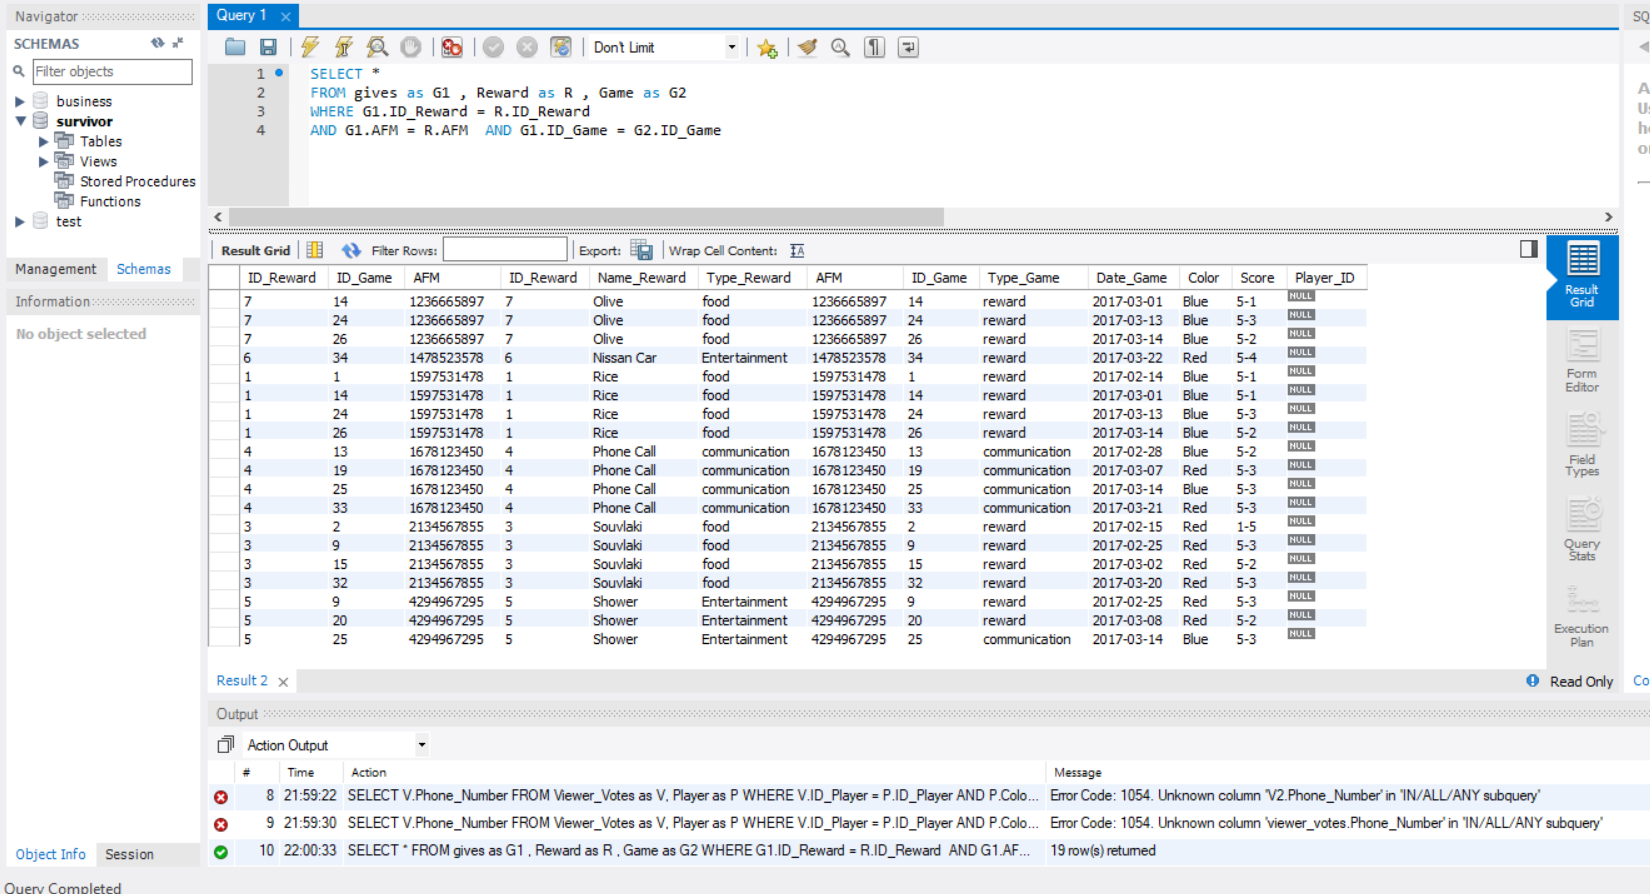 Navigator
SCHEMAS
Filter objects
business
survivor
Tables
Views
Stored Procedures
Functions
test
Management Schemas
Information
No object selected
Object Info Session
Query Completed
Query 1
Don't Limit
1 SELECT *
2 FROM gives as G1 , Reward as R , Game as G2
3 WHERE G1.ID_Reward = R.ID_Reward
4 AND G1.AFM = R.AFM  AND G1.ID_Game = G2.ID_Game
Result Grid Filter Rows: Export: Wrap Cell Content:
ID_Reward ID_Game AFM ID_Reward Name_Reward Type_Reward AFM ID_Game Type_Game Date_Game Color Score Player_ID
7 14 1236665897 7 Olive food 1236665897 14 reward 2017-03-01 Blue 5-1 NULL
7 24 1236665897 7 Olive food 1236665897 24 reward 2017-03-13 Blue 5-3 NULL
7 26 1236665897 7 Olive food 1236665897 26 reward 2017-03-14 Blue 5-2 NULL
6 34 1478523578 6 Nissan Car Entertainment 1478523578 34 reward 2017-03-22 Red 5-4 NULL
1 1 1597531478 1 Rice food 1597531478 1 reward 2017-02-14 Blue 5-1 NULL
1 14 1597531478 1 Rice food 1597531478 14 reward 2017-03-01 Blue 5-1 NULL
1 24 1597531478 1 Rice food 1597531478 24 reward 2017-03-13 Blue 5-3 NULL
1 26 1597531478 1 Rice food 1597531478 26 reward 2017-03-14 Blue 5-2 NULL
4 13 1678123450 4 Phone Call communication 1678123450 13 communication 2017-02-28 Blue 5-2 NULL
4 19 1678123450 4 Phone Call communication 1678123450 19 communication 2017-03-07 Red 5-3 NULL
4 25 1678123450 4 Phone Call communication 1678123450 25 communication 2017-03-14 Blue 5-3 NULL
4 33 1678123450 4 Phone Call communication 1678123450 33 communication 2017-03-21 Red 5-3 NULL
3 2 2134567855 3 Souvlaki food 2134567855 2 reward 2017-02-15 Red 1-5 NULL
3 9 2134567855 3 Souvlaki food 2134567855 9 reward 2017-02-25 Red 5-3 NULL
3 15 2134567855 3 Souvlaki food 2134567855 15 reward 2017-03-02 Red 5-2 NULL
3 32 2134567855 3 Souvlaki food 2134567855 32 reward 2017-03-20 Red 5-3 NULL
5 9 4294967295 5 Shower Entertainment 4294967295 9 reward 2017-02-25 Red 5-3 NULL
5 20 4294967295 5 Shower Entertainment 4294967295 20 reward 2017-03-08 Red 5-2 NULL
5 25 4294967295 5 Shower Entertainment 4294967295 25 communication 2017-03-14 Blue 5-3 NULL
Result
Grid
Form
Editor
Field
Types
Query
Stats
Execution
Plan
Result 2
Read Only
Output
Action Output
# Time Action Message
8 21:59:22 SELECT V.Phone_Number FROM Viewer_Votes as V, Player as P WHERE V.ID_Player = P.ID_Player AND P.Colo... Error Code: 1054. Unknown column 'V2.Phone_Number' in 'IN/ALL/ANY subquery'
9 21:59:30 SELECT V.Phone_Number FROM Viewer_Votes as V, Player as P WHERE V.ID_Player = P.ID_Player AND P.Colo... Error Code: 1054. Unknown column 'viewer_votes.Phone_Number' in 'IN/ALL/ANY subquery'
10 22:00:33 SELECT * FROM gives as G1 , Reward as R , Game as G2 WHERE G1.ID_Reward = R.ID_Reward  AND G1.AF... 19 row(s) returned
SQ
A